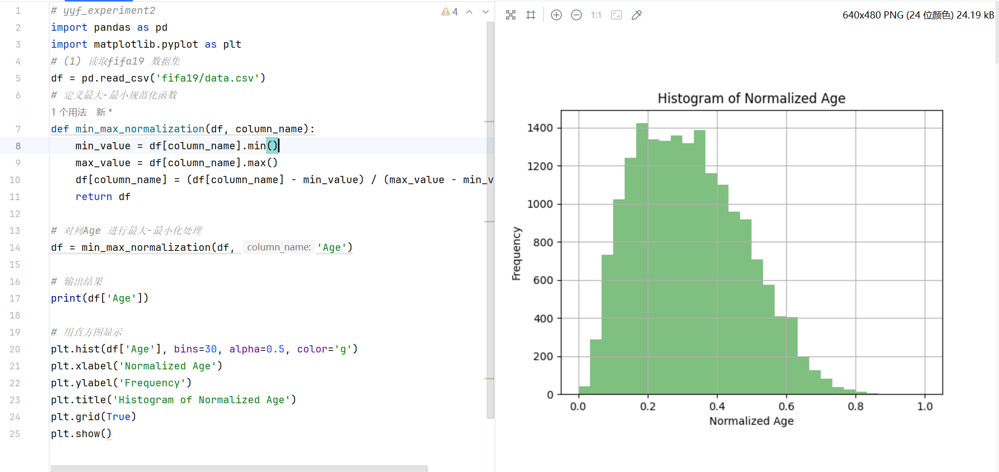 1 # yyf_experiment2
2 import pandas as pd
3 import matplotlib.pyplot as plt
4 # (1) 读取fifa19 数据集
5 df = pd.read_csv('fifa19/data.csv')
6 # 定义最大-最小规范化函数
1 个用法 新 *
7 def min_max_normalization(df, column_name):
8 min_value = df[column_name].min()
9 max_value = df[column_name].max()
10 df[column_name] = (df[column_name] - min_value) / (max_value - min_v
11 return df
12
13 # 对列Age 进行最大-最小化处理
14 df = min_max_normalization(df, column_name: 'Age')
15
16 # 输出结果
17 print(df['Age'])
18
19 # 用直方图显示
20 plt.hist(df['Age'], bins=30, alpha=0.5, color='g')
21 plt.xlabel('Normalized Age')
22 plt.ylabel('Frequency')
23 plt.title('Histogram of Normalized Age')
24 plt.grid(True)
25 plt.show()
4
1:1
640x480 PNG (24 位颜色) 24.19 kB
Histogram of Normalized Age
1400
1200
1000
800
600
400
200
0
Frequency
0.0 0.2 0.4 0.6 0.8 1.0
Normalized Age